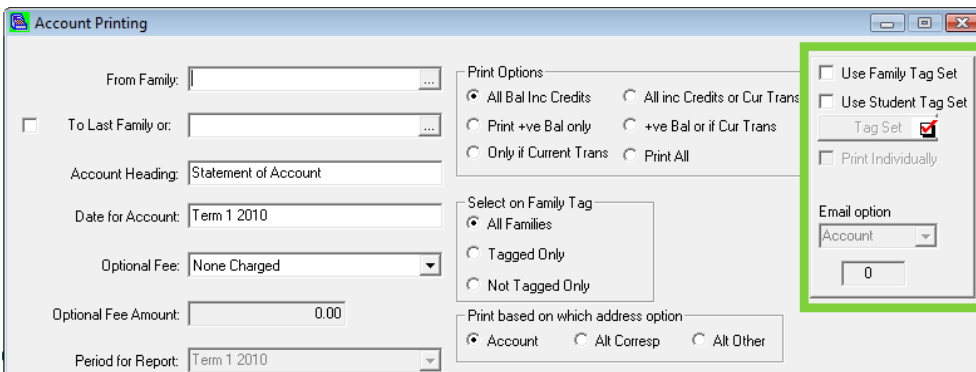 Account Printing
From Family:
...
To Last Family or:
...
Account Heading: Statement of Account
Date for Account: Term 1 2010
Optional Fee: None Charged
Optional Fee Amount: 0.00
Period for Report: Term 1 2010
Print Options
All Bal Inc Credits
All inc Credits or Cur Trans
Print +ve Bal only
+ve Bal or if Cur Trans
Only if Current Trans
Print All
Select on Family Tag
All Families
Tagged Only
Not Tagged Only
Print based on which address option
Account
Alt Corresp
Alt Other
Use Family Tag Set
Use Student Tag Set
Tag Set
Print Individually
Email option
Account
0